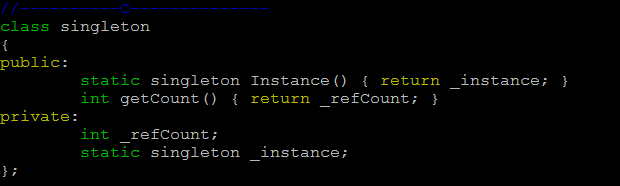 //----------C--------------
class singleton
{
public:
        static singleton Instance() { return _instance; }
        int getCount() { return _refCount; }
private:
        int _refCount;
        static singleton _instance;
};